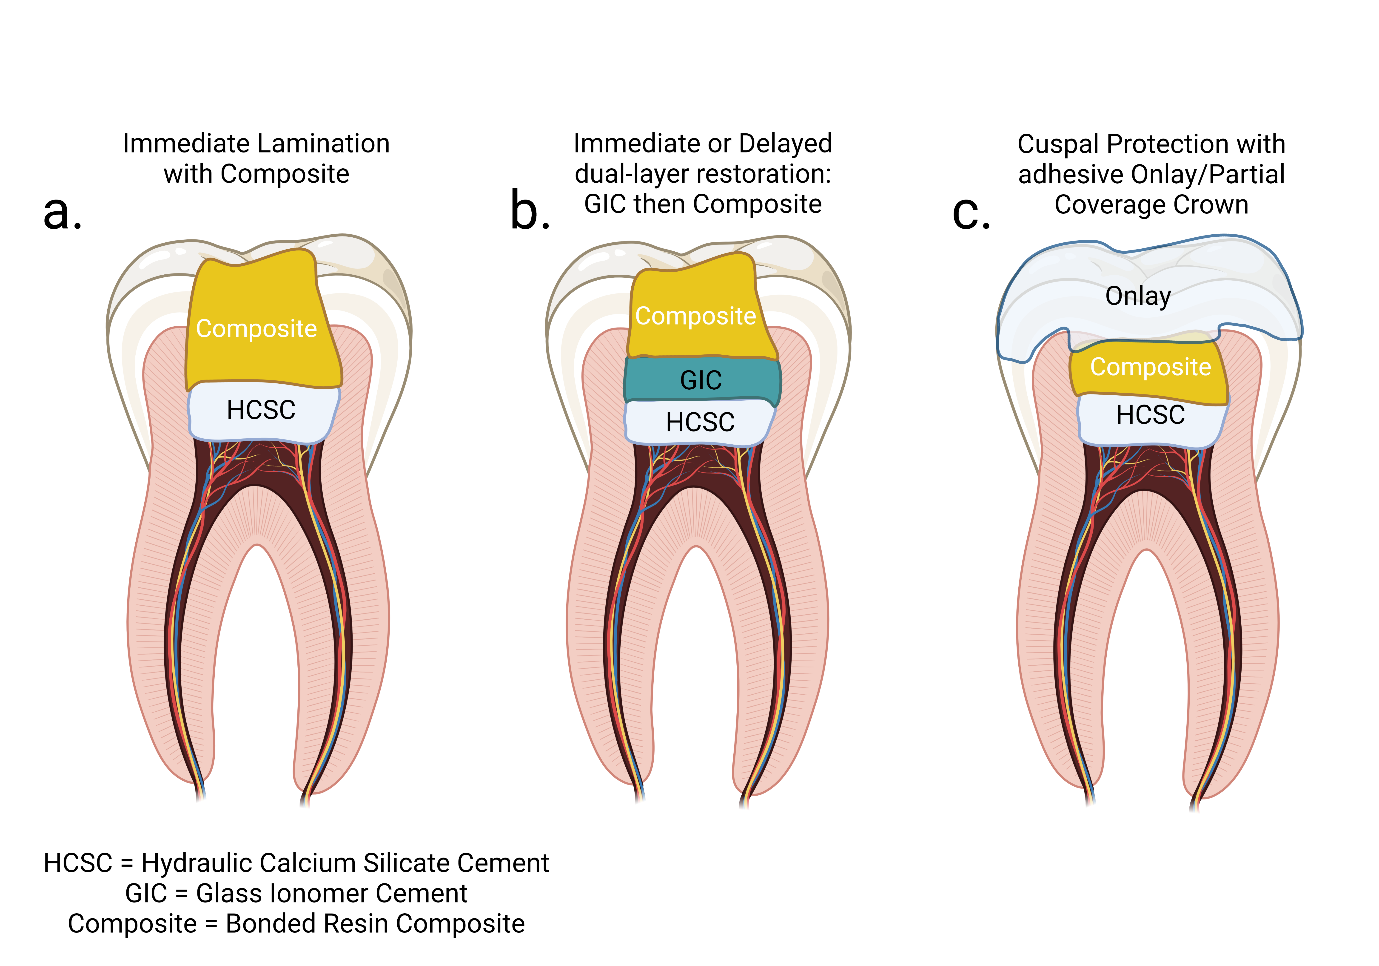 Immediate Lamination
with Composite
a.
Composite
HCSC
Immediate or Delayed
dual-layer restoration:
GIC then Composite
b.
Composite
GIC
HCSC
Cuspal Protection with
adhesive Onlay/Partial
Coverage Crown
c.
Onlay
Composite
HCSC
HCSC = Hydraulic Calcium Silicate Cement
GIC = Glass Ionomer Cement
Composite = Bonded Resin Composite